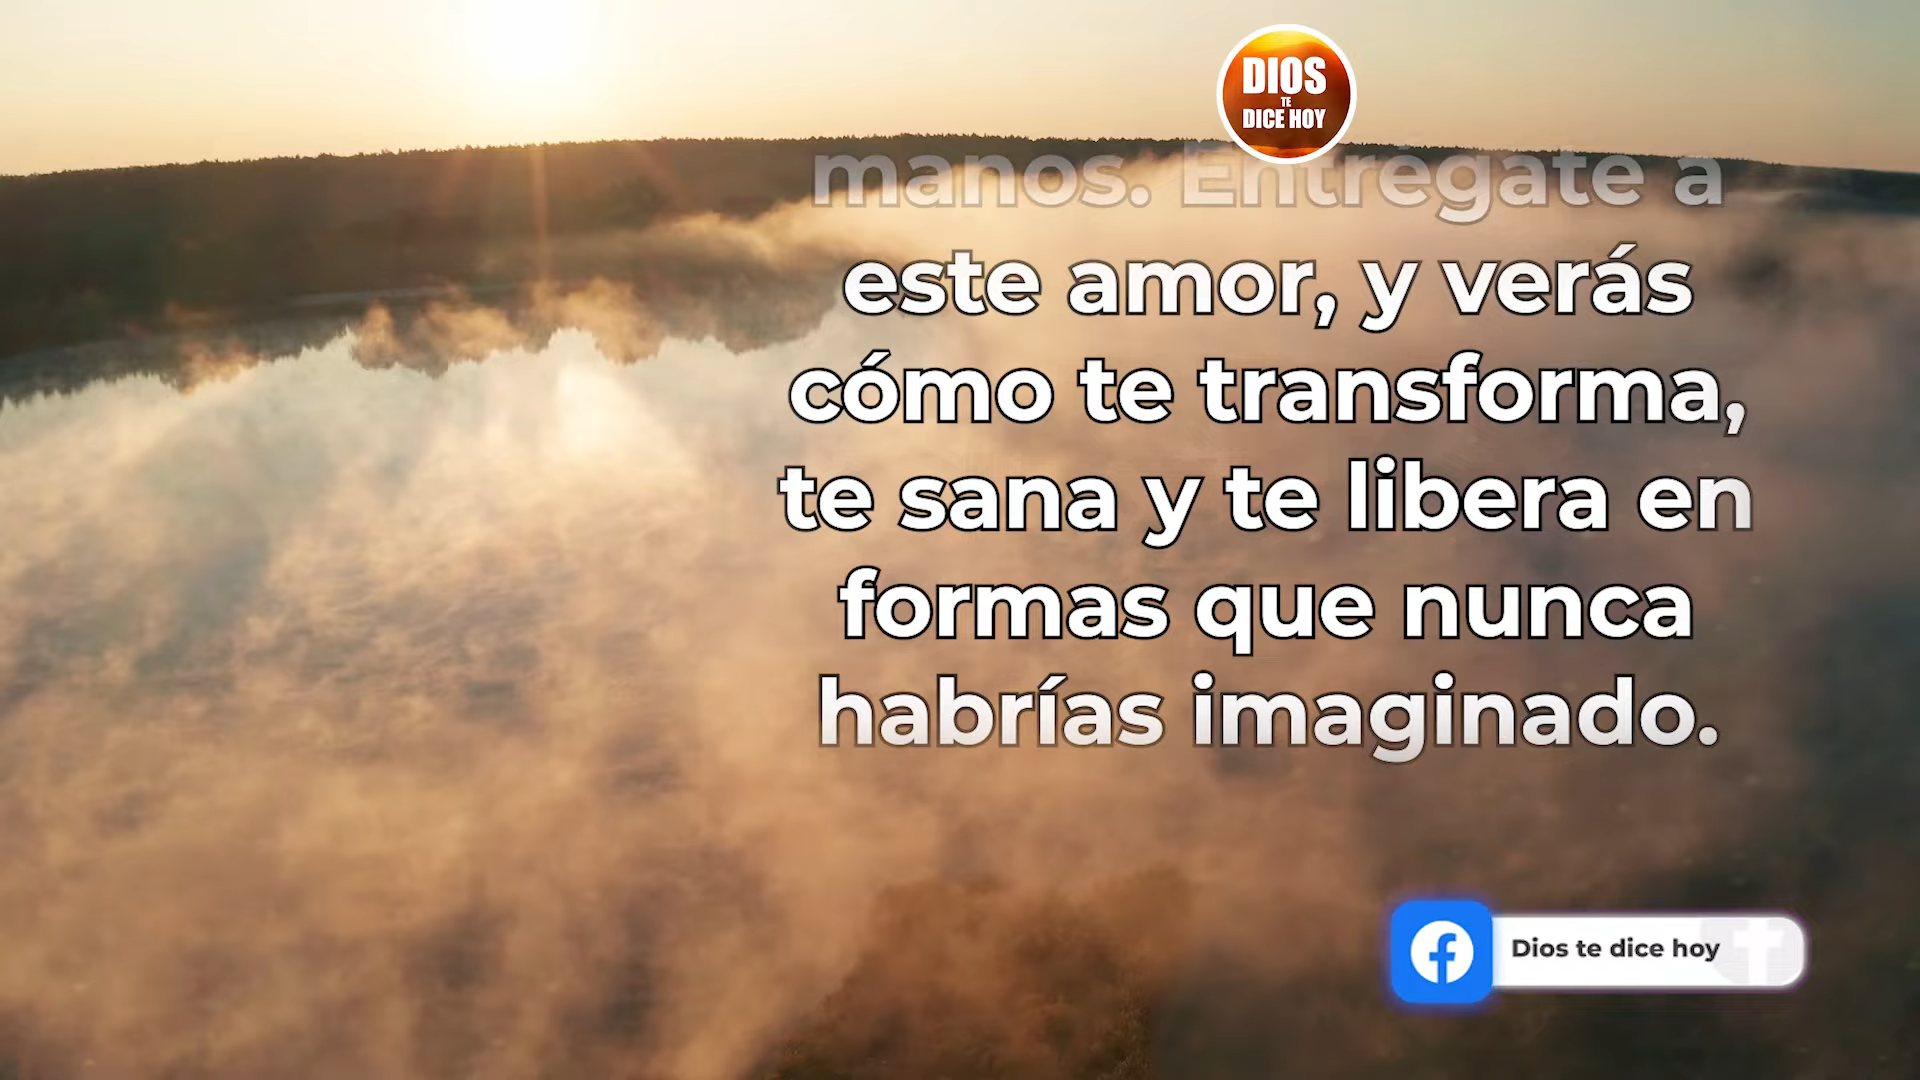 DIOS
TE
DICE HOY
manos. Entrégate a
este amor, y verás
cómo te transforma,
te sana y te libera en
formas que nunca
habrías imaginado.
Dios te dice hoy